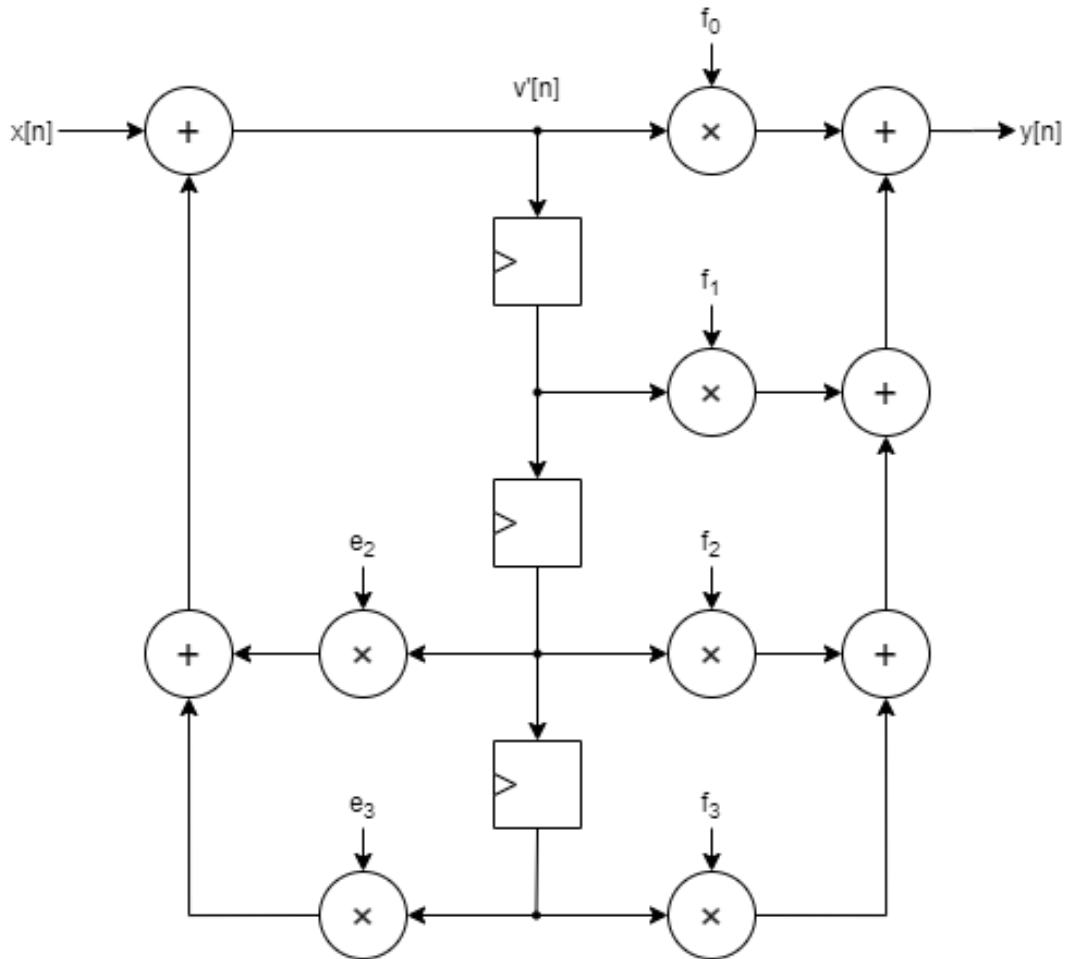 f₀
v'[n]
x[n] + × + y[n]
f₁
× +
e₂ f₂
+ × × +
e₃ f₃
× ×